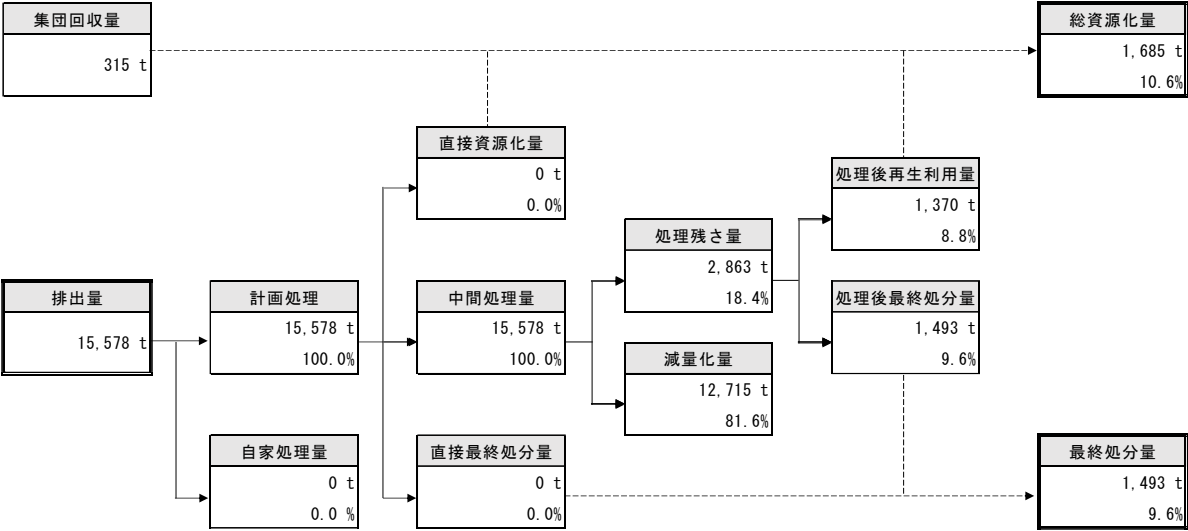 集団回収量
315 t
総資源化量
1,685 t
10.6%
直接資源化量
0 t
0.0%
処理後再生利用量
1,370 t
8.8%
処理残さ量
2,863 t
18.4%
排出量
15,578 t
計画処理
15,578 t
100.0%
中間処理量
15,578 t
100.0%
処理後最終処分量
1,493 t
9.6%
減量化量
12,715 t
81.6%
自家処理量
0 t
0.0 %
直接最終処分量
0 t
0.0%
最終処分量
1,493 t
9.6%